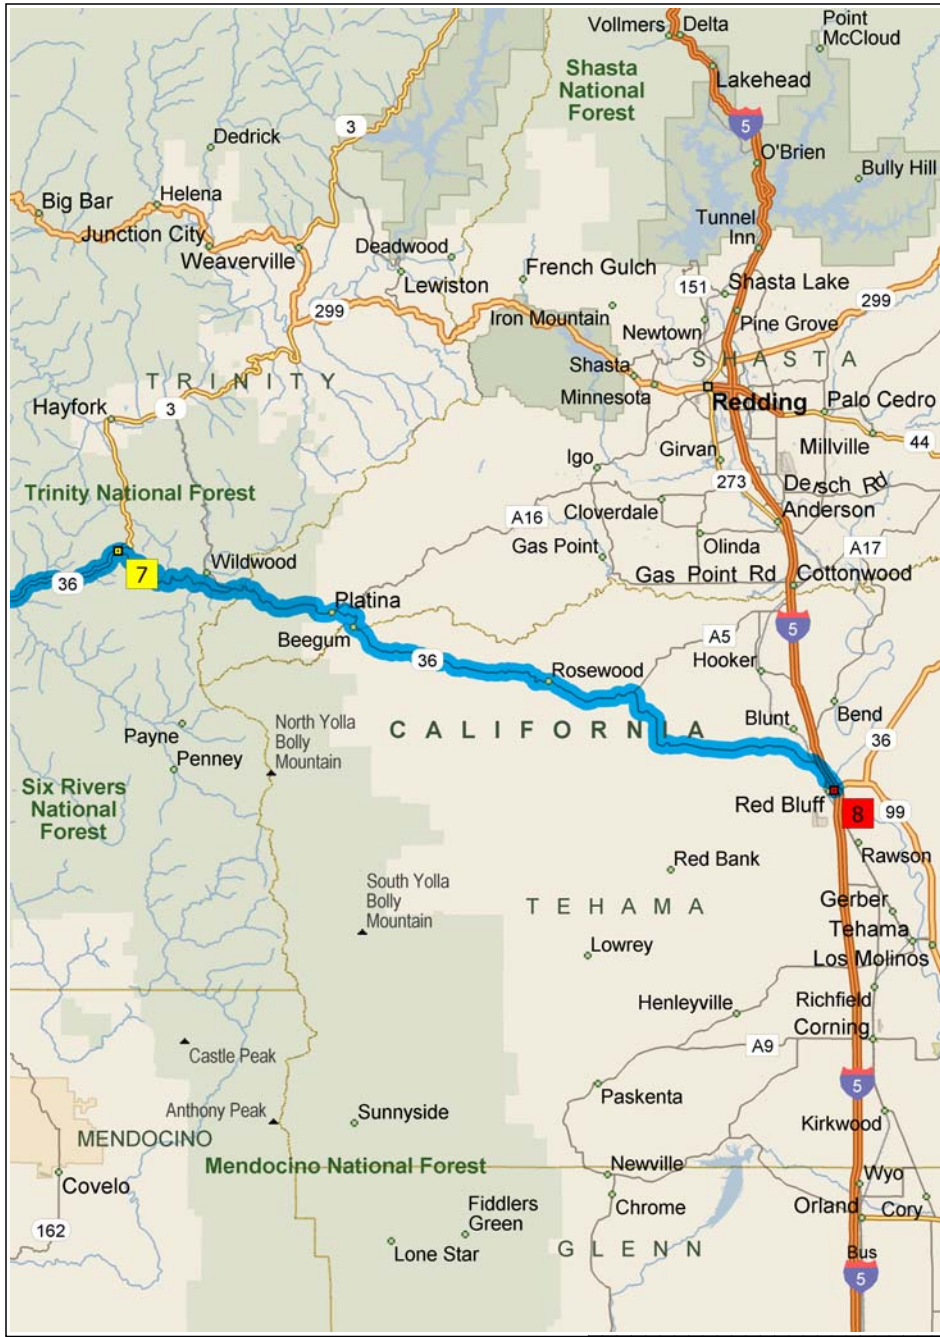 Vollmers
Delta
Point
McCloud
Shasta
National
Forest
Lakehead
5
3
Dedrick
O'Brien
Bully Hill
Big Bar
Helena
Junction City
Weaverville
Deadwood
Lewiston
Tunnel
Inn
French Gulch
151
Shasta Lake
299
299
Iron Mountain
Newtown
Pine Grove
SHASTA
TRINITY
Shasta
Minnesota
Redding
Palo Cedro
Hayfork
3
Millville
44
Igo
Girvan
273
Dersch Rd
Trinity National Forest
Cloverdale
Anderson
A16
Gas Point
Olinda
A17
36
7
Wildwood
Gas Point Rd
Cottonwood
Platina
Beegum
5
A5
36
Rosewood
Hooker
North Yolla
Bolly
Mountain
CALIFORNIA
Blunt
Bend
36
Payne
Penney
Six Rivers
National
Forest
Red Bluff
8
99
Rawson
Red Bank
South Yolla
Bolly
Mountain
TEHAMA
Gerber
Tehama
Lowrey
Los Molinos
Henleyville
Richfield
Corning
Castle Peak
A9
5
Paskenta
Anthony Peak
Sunnyside
Kirkwood
MENDOCINO
Mendocino National Forest
Newville
Covelo
Wyo
Chrome
Fiddlers
Green
Orland
Cory
162
Lone Star
GLENN
Bus
5